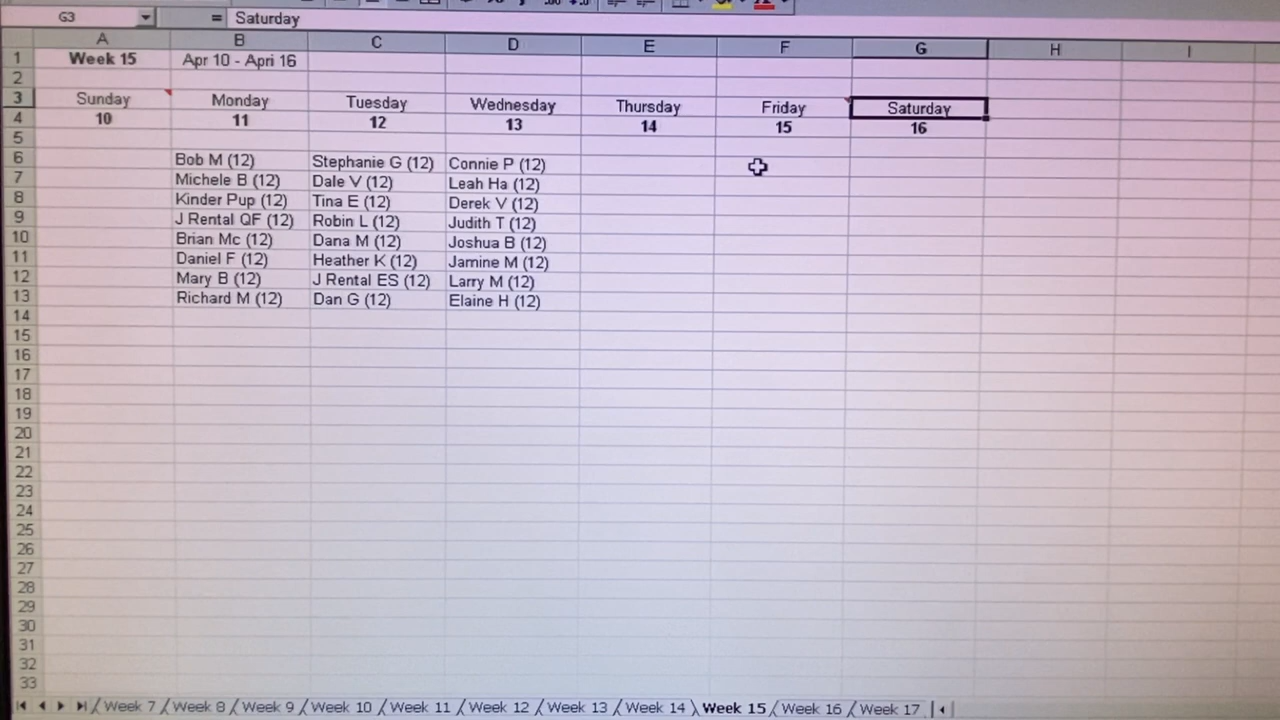 G3 = Saturday
A B C D E F G H I
1 Week 15 Apr 10 - Apri 16
2
3 Sunday Monday Tuesday Wednesday Thursday Friday Saturday
4 10 11 12 13 14 15 16
5
6 Bob M (12) Stephanie G (12) Connie P (12)
7 Michele B (12) Dale V (12) Leah Ha (12)
8 Kinder Pup (12) Tina E (12) Derek V (12)
9 J Rental QF (12) Robin L (12) Judith T (12)
10 Brian Mc (12) Dana M (12) Joshua B (12)
11 Daniel F (12) Heather K (12) Jamine M (12)
12 Mary B (12) J Rental ES (12) Larry M (12)
13 Richard M (12) Dan G (12) Elaine H (12)
14
15
16
17
18
19
20
21
22
23
24
25
26
27
28
29
30
31
32
33
Week 7 Week 8 Week 9 Week 10 Week 11 Week 12 Week 13 Week 14 Week 15 Week 16 Week 17